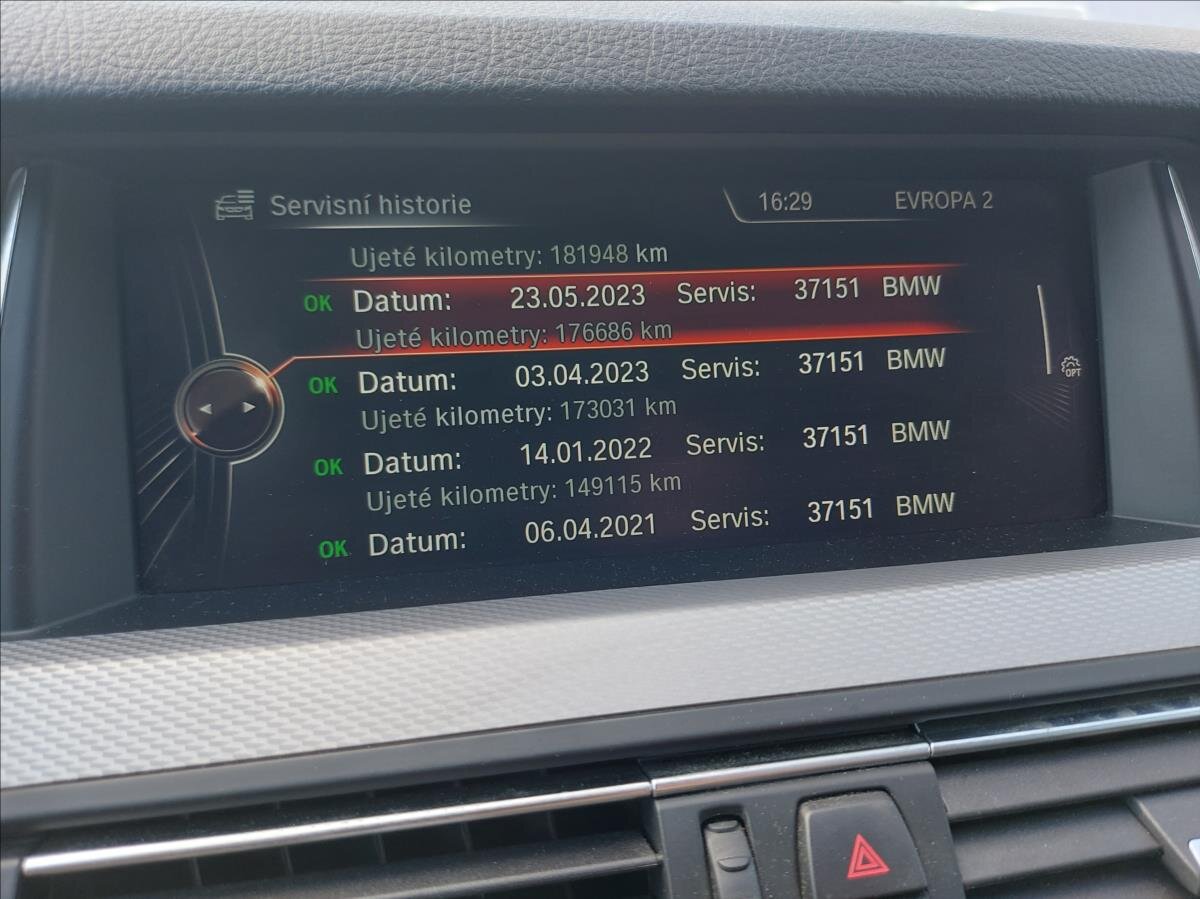 Servisní historie 16:29 EVROPA 2
Ujeté kilometry: 181948 km
OK Datum: 23.05.2023 Servis: 37151 BMW
Ujeté kilometry: 176686 km
OK Datum: 03.04.2023 Servis: 37151 BMW
OPT
Ujeté kilometry: 173031 km
OK Datum: 14.01.2022 Servis: 37151 BMW
Ujeté kilometry: 149115 km
OK Datum: 06.04.2021 Servis: 37151 BMW